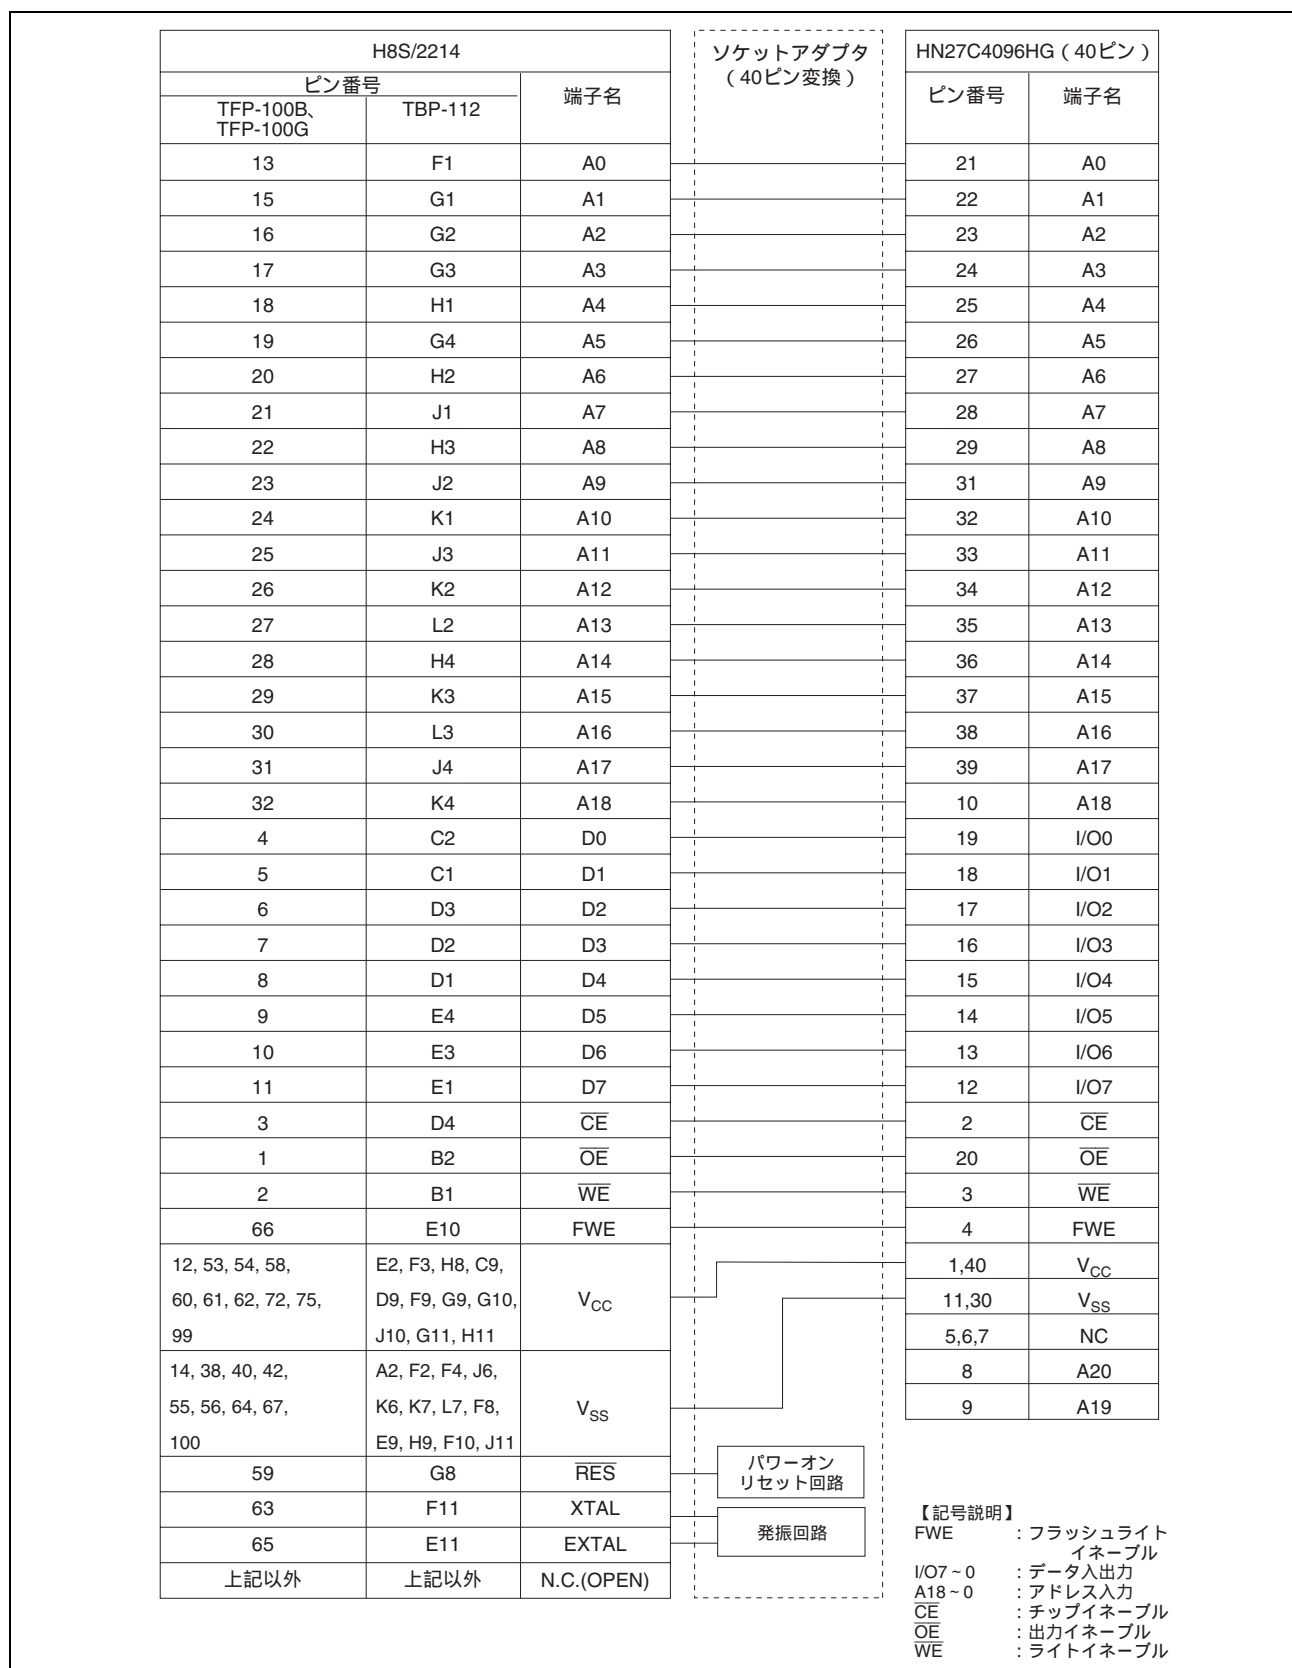 H8S/2214
ピン番号
端子名
TFP-100B、
TFP-100G
TBP-112
ソケットアダプタ
(40ピン変換)
HN27C4096HG(40ピン)
ピン番号 端子名
13 F1 A0 21 A0
15 G1 A1 22 A1
16 G2 A2 23 A2
17 G3 A3 24 A3
18 H1 A4 25 A4
19 G4 A5 26 A5
20 H2 A6 27 A6
21 J1 A7 28 A7
22 H3 A8 29 A8
23 J2 A9 31 A9
24 K1 A10 32 A10
25 J3 A11 33 A11
26 K2 A12 34 A12
27 L2 A13 35 A13
28 H4 A14 36 A14
29 K3 A15 37 A15
30 L3 A16 38 A16
31 J4 A17 39 A17
32 K4 A18 10 A18
4 C2 D0 19 I/O0
5 C1 D1 18 I/O1
6 D3 D2 17 I/O2
7 D2 D3 16 I/O3
8 D1 D4 15 I/O4
9 E4 D5 14 I/O5
10 E3 D6 13 I/O6
11 E1 D7 12 I/O7
3 D4 C̅E̅ 2 C̅E̅
1 B2 O̅E̅ 20 O̅E̅
2 B1 W̅E̅ 3 W̅E̅
66 E10 FWE 4 FWE
12, 53, 54, 58, E2, F3, H8, C9, 1,40 VCC
60, 61, 62, 72, 75, D9, F9, G9, G10, VCC 11,30 VSS
99 J10, G11, H11 5,6,7 NC
14, 38, 40, 42, A2, F2, F4, J6, 8 A20
55, 56, 64, 67, K6, K7, L7, F8, VSS 9 A19
100 E9, H9, F10, J11
59 G8 R̅E̅S̅
パワーオン
リセット回路
63 F11 XTAL
65 E11 EXTAL
発振回路
上記以外 上記以外 N.C.(OPEN)
【記号説明】
FWE :フラッシュライト
イネーブル
I/O7~0 :データ入出力
A18~0 :アドレス入力
C̅E̅ :チップイネーブル
O̅E̅ :出力イネーブル
W̅E̅ :ライトイネーブル